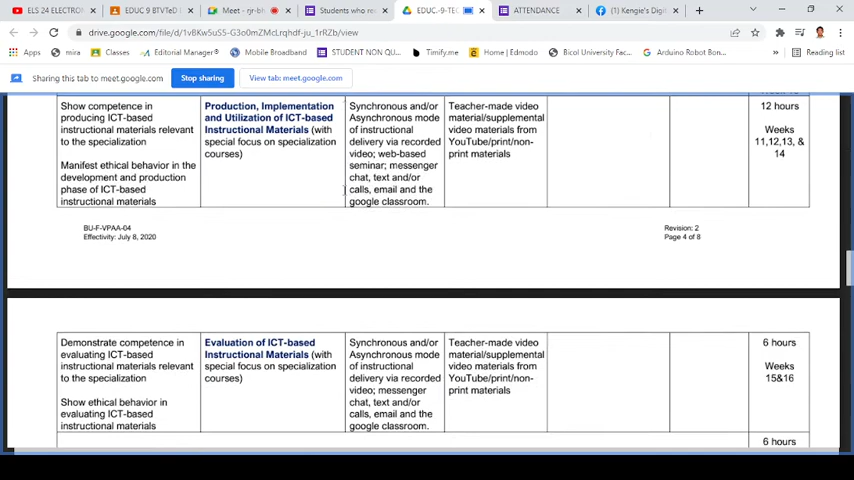 ELS 24 ELECTRON
EDUC 9 BTVTeD
Meet -
Students who re
EDUC.-9-TEC
ATTENDANCE
(1) Kengie's Digit
drive.google.com/file/d/1vBKw5uS5-G3o0mZMcLrqhdf-ju_1rRZb/view
Apps
mira
Classes
Editorial Manager®
Mobile Broadband
STUDENT NON QU...
Timify.me
Home | Edmodo
Bicol University Col...
Arduino Robot Bon...
Reading list
Sharing this tab to meet.google.com
Stop sharing
View tab: meet.google.com
Show competence in
producing ICT-based
instructional materials relevant
to the specialization
Manifest ethical behavior in the
development and production
phase of ICT-based
instructional materials
Production, Implementation
and Utilization of ICT-based
Instructional Materials (with
special focus on specialization
courses)
Synchronous and/or
Asynchronous mode
of instructional
delivery via recorded
video; web-based
seminar; messenger
chat, text and/or
calls, email and the
google classroom.
Teacher-made video
material/supplemental
video materials from
YouTube/print/non-
print materials
12 hours
Weeks
11,12,13, &
14
BU-F-VPAA-04
Effectivity: July 8, 2020
Revision: 2
Page 4 of 8
Demonstrate competence in
evaluating ICT-based
instructional materials relevant
to the specialization
Show ethical behavior in
evaluating ICT-based
instructional materials
Evaluation of ICT-based
Instructional Materials (with
special focus on specialization
courses)
Synchronous and/or
Asynchronous mode
of instructional
delivery via recorded
video; messenger
chat, text and/or
calls, email and the
google classroom.
Teacher-made video
material/supplemental
video materials from
YouTube/print/non-
print materials
6 hours
Weeks
15&16
6 hours